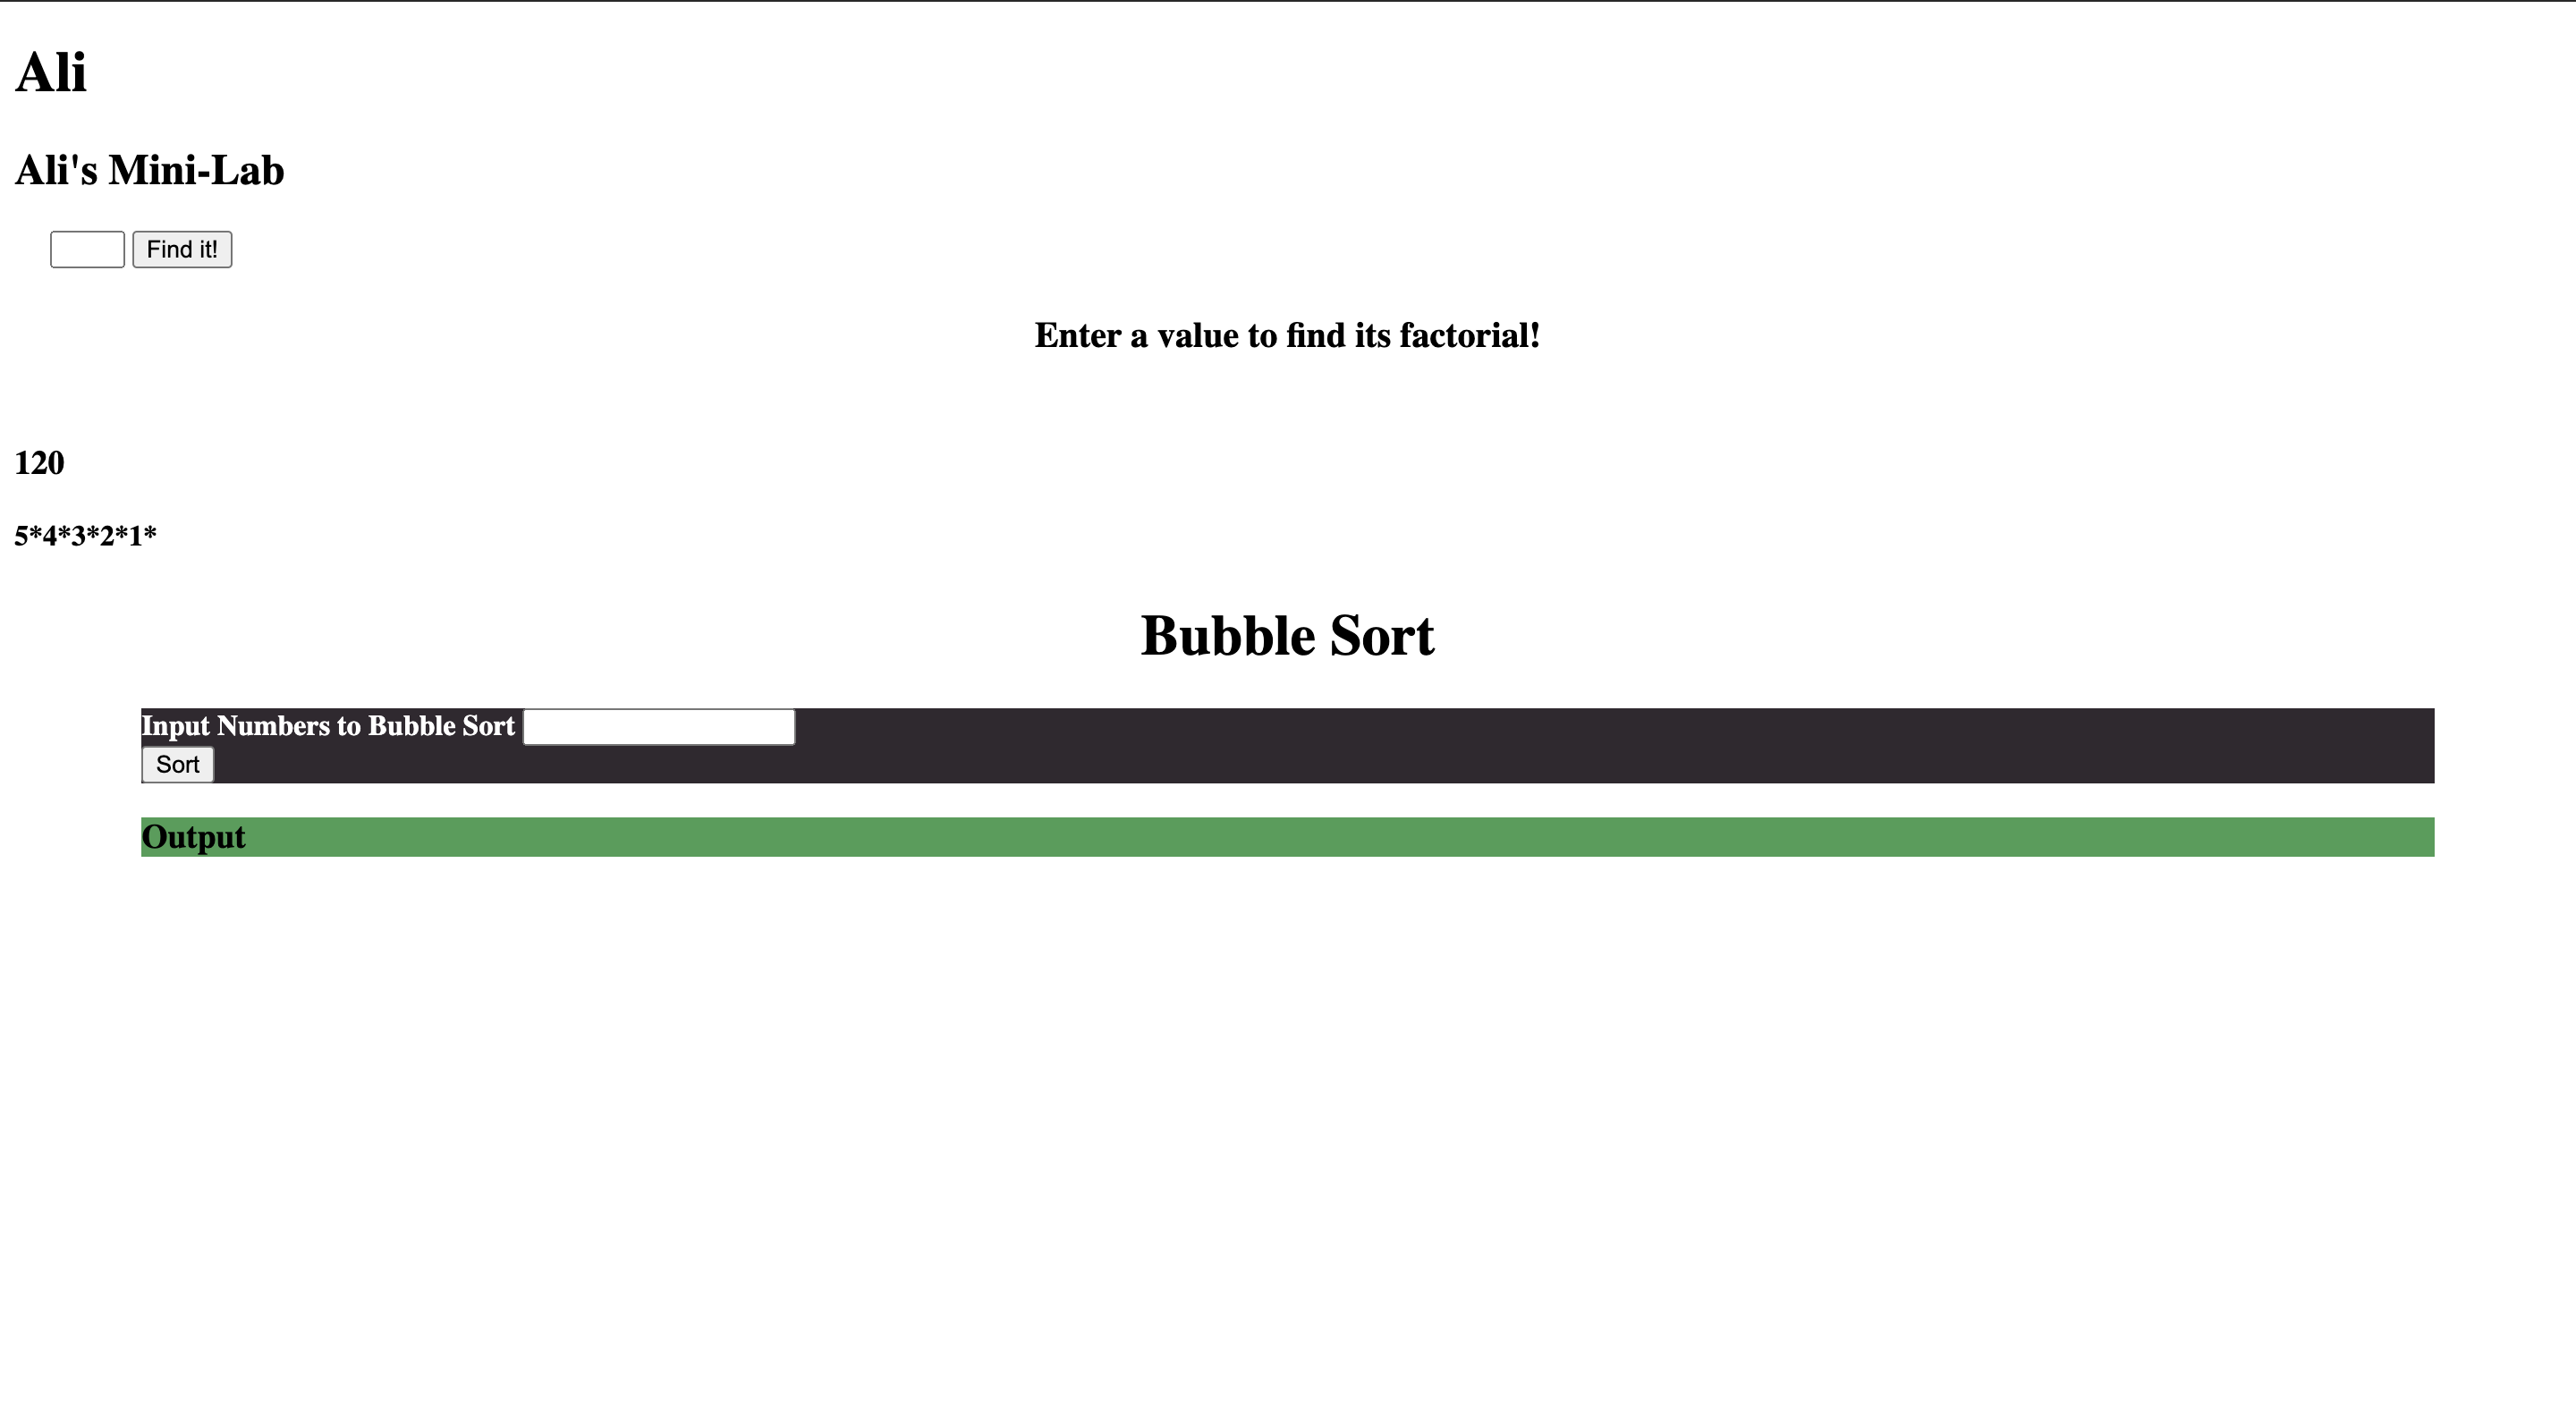 Ali
Ali's Mini-Lab
Find it!
Enter a value to find its factorial!
120
5*4*3*2*1*
Bubble Sort
Input Numbers to Bubble Sort
Sort
Output